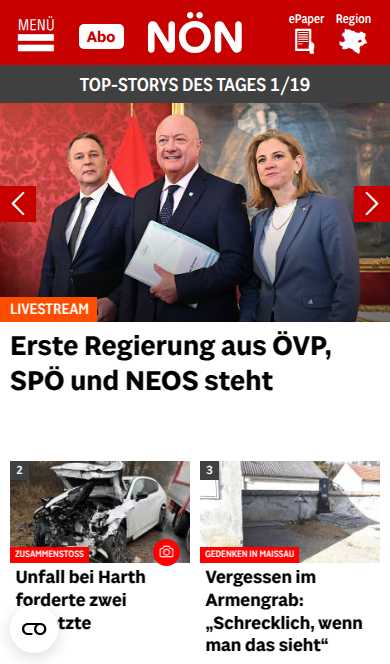 MENÜ
Abo
NÖN
ePaper
Region
TOP-STORYS DES TAGES 1/19
LIVESTREAM
Erste Regierung aus ÖVP,
SPÖ und NEOS steht
2
ZUSAMMENSTOSS
Unfall bei Harth
forderte zwei
tzte
3
GEDENKEN IN MAISSAU
Vergessen im
Armengrab:
„Schrecklich, wenn
man das sieht“